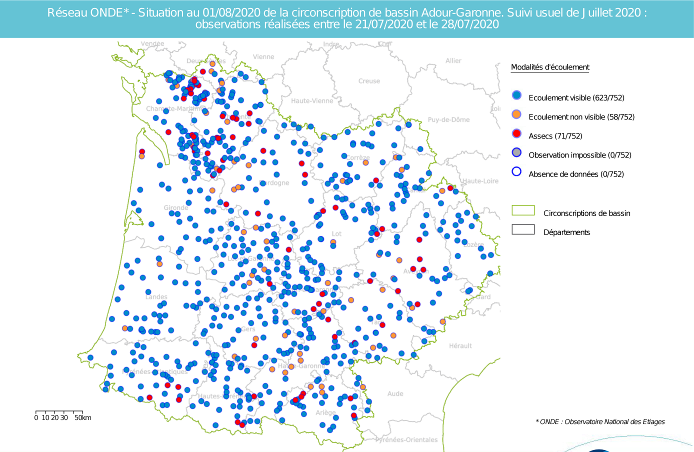 Réseau ONDE* - Situation au 01/08/2020 de la circonscription de bassin Adour-Garonne. Suivi usuel de Juillet 2020 :
observations réalisées entre le 21/07/2020 et le 28/07/2020
Vendée
Vienne
Indre
Allier
Creuse
Haute-Vienne
Puy-de-Dôme
Haute-Loire
Gironde
Lot
Landes
Gard
Hérault
Aude
Ariège
Pyrénées-Orientales
Modalités d'écoulement
Ecoulement visible (623/752)
Ecoulement non visible (58/752)
Assecs (71/752)
Observation impossible (0/752)
Absence de données (0/752)
Circonscriptions de bassin
Départements
0 10 20 30 50km
* ONDE : Observatoire National des Etiages